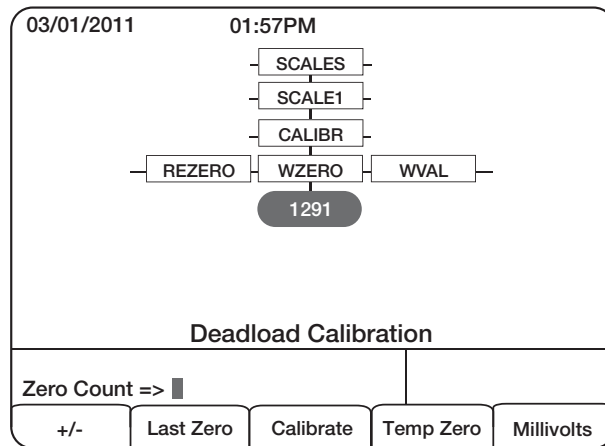 03/01/2011 01:57PM
SCALES
SCALE1
CALIBR
REZERO WZERO WVAL
1291
Deadload Calibration
Zero Count =>
+/- Last Zero Calibrate Temp Zero Millivolts